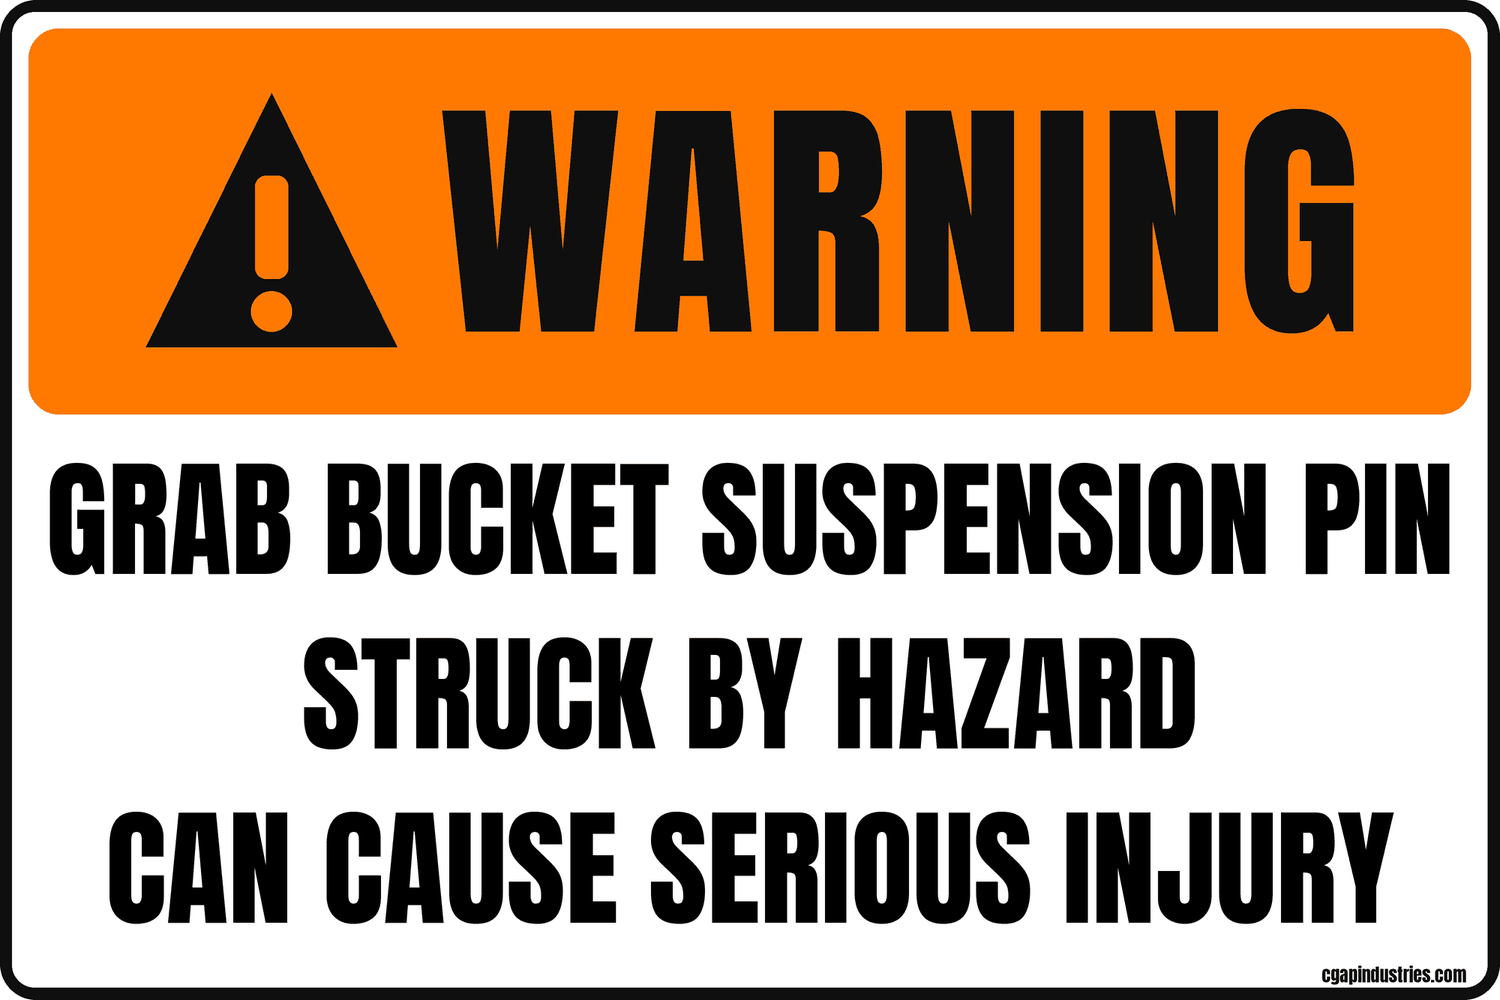 WARNING
GRAB BUCKET SUSPENSION PIN
STRUCK BY HAZARD
CAN CAUSE SERIOUS INJURY
cgapindustries.com